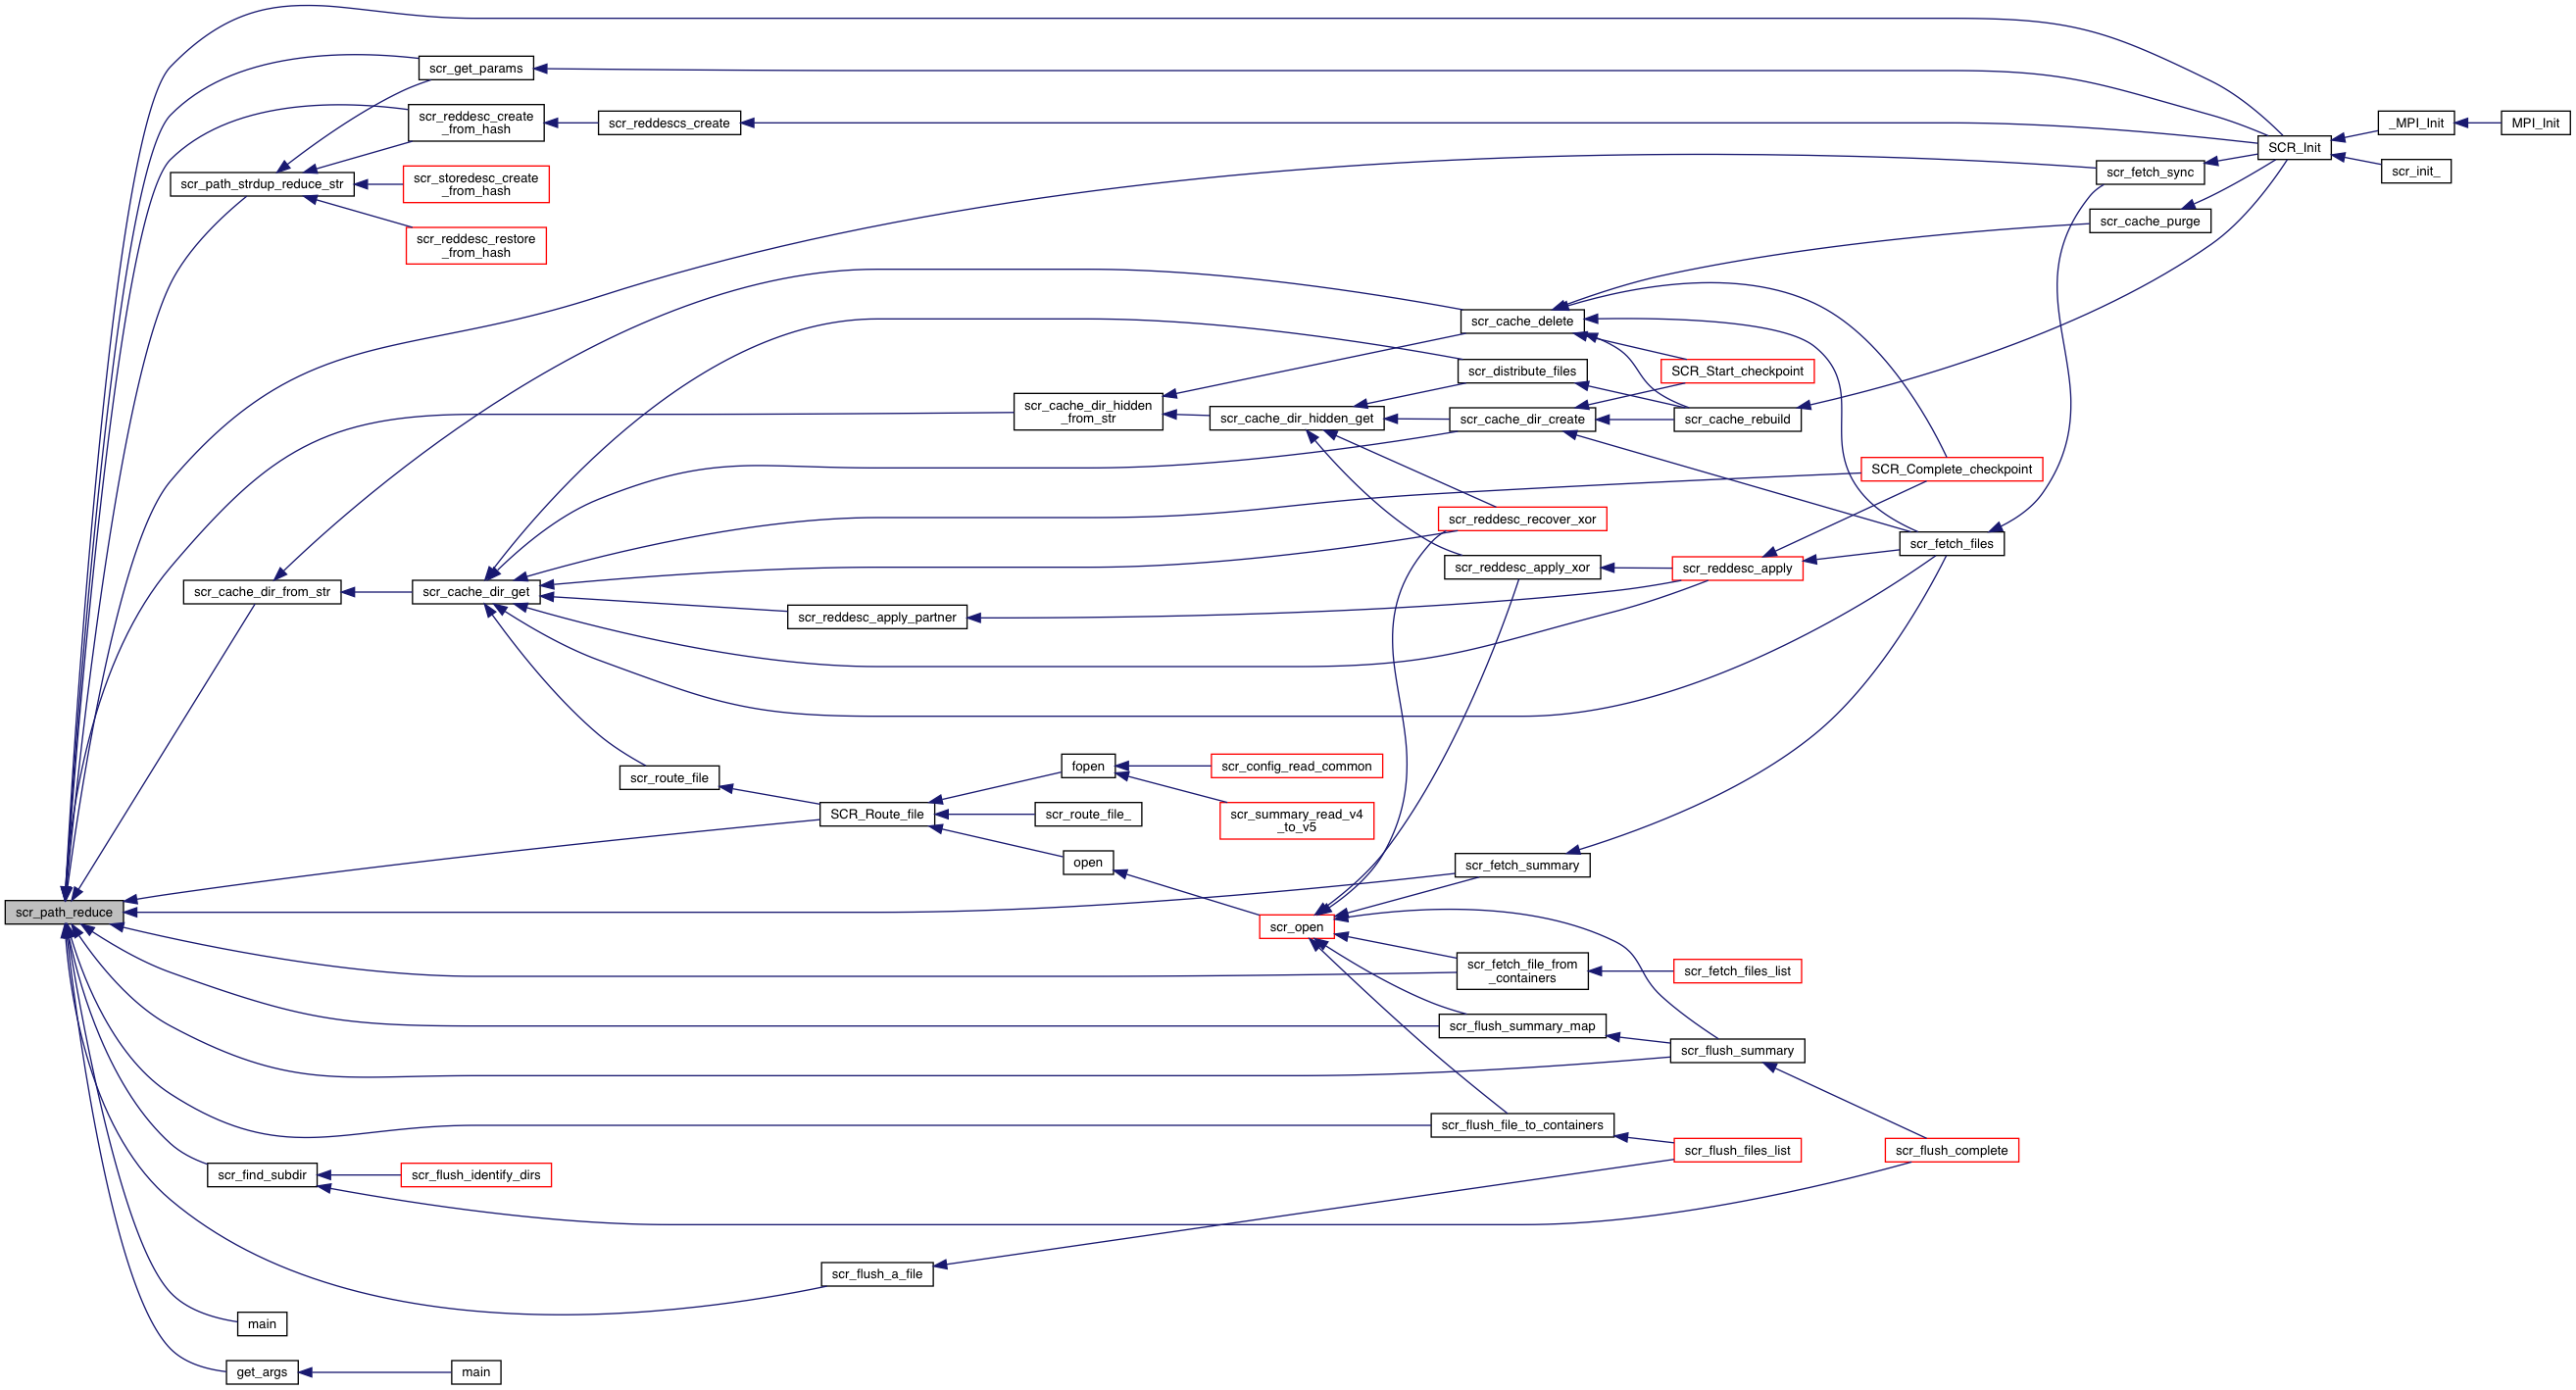 scr_get_params
scr_reddesc_create
_from_hash
scr_reddescs_create
_MPI_Init
MPI_Init
SCR_Init
scr_path_strdup_reduce_str
scr_storedesc_create
_from_hash
scr_fetch_sync
scr_init_
scr_cache_purge
scr_reddesc_restore
_from_hash
scr_cache_delete
scr_distribute_files
SCR_Start_checkpoint
scr_cache_dir_hidden
_from_str
scr_cache_dir_hidden_get
scr_cache_dir_create
scr_cache_rebuild
SCR_Complete_checkpoint
scr_reddesc_recover_xor
scr_fetch_files
scr_reddesc_apply_xor
scr_reddesc_apply
scr_cache_dir_from_str
scr_cache_dir_get
scr_reddesc_apply_partner
scr_route_file
fopen
scr_config_read_common
SCR_Route_file
scr_route_file_
scr_summary_read_v4
_to_v5
open
scr_fetch_summary
scr_path_reduce
scr_open
scr_fetch_file_from
_containers
scr_fetch_files_list
scr_flush_summary_map
scr_flush_summary
scr_flush_file_to_containers
scr_flush_files_list
scr_flush_complete
scr_find_subdir
scr_flush_identify_dirs
scr_flush_a_file
main
get_args
main